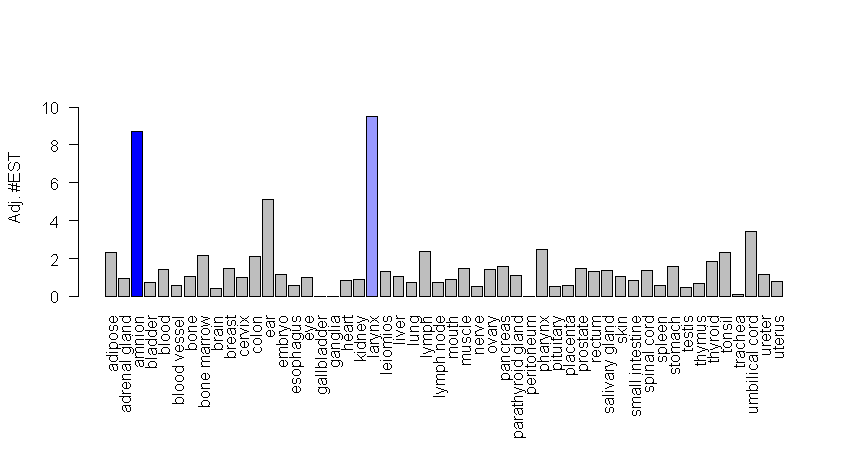 Adj. #EST
10
8
6
4
2
0
adipose
adrenal gland
amnion
bladder
blood
blood vessel
bone
bone marrow
brain
breast
cervix
colon
ear
embryo
esophagus
eye
gallbladder
ganglia
heart
kidney
larynx
leiomios
liver
lung
lymph
lymph node
mouth
muscle
nerve
ovary
pancreas
parathyroid gland
peritoneum
pharynx
pituitary
placenta
prostate
rectum
salivary gland
skin
small intestine
spinal cord
spleen
stomach
testis
thymus
thyroid
tonsil
trachea
umbilical cord
ureter
uterus